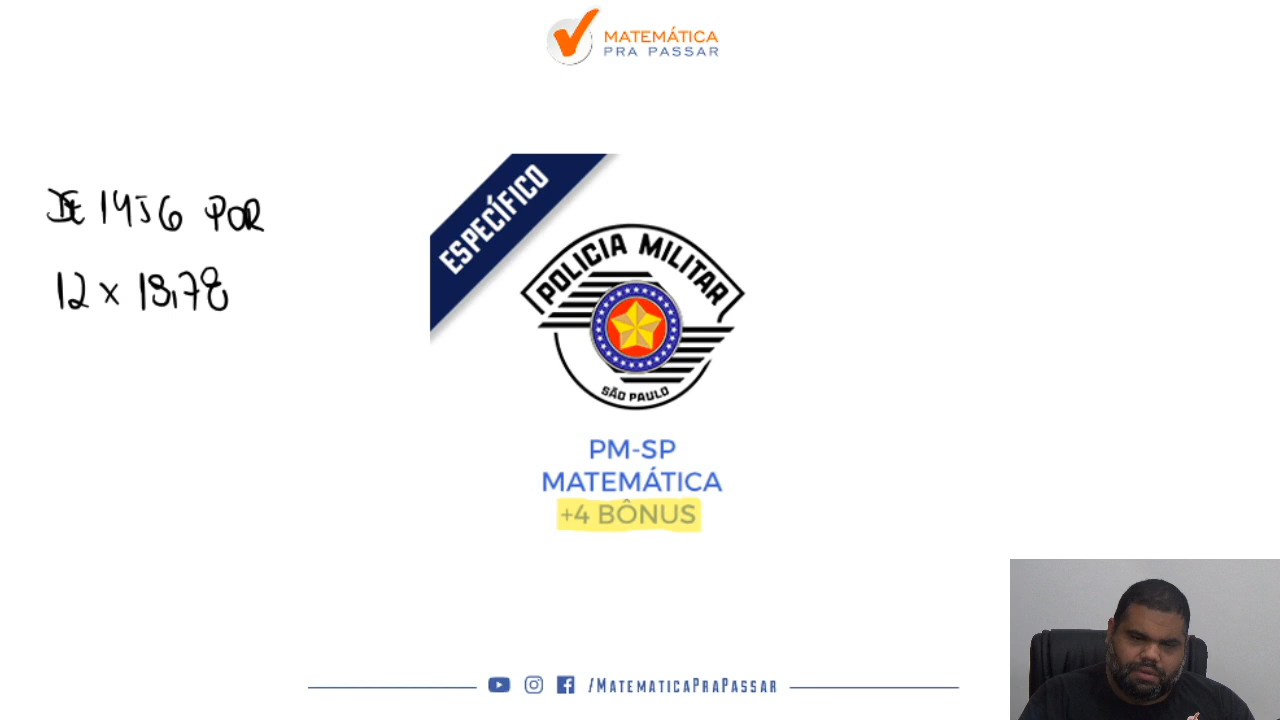 MATEMÁTICA
PRA PASSAR
DE 1456 POR
12 x 18,78
ESPECÍFICO
POLICIA MILITAR
SÃO PAULO
PM-SP
MATEMÁTICA
+4 BÔNUS
/MATEMATICAPRAPASSAR